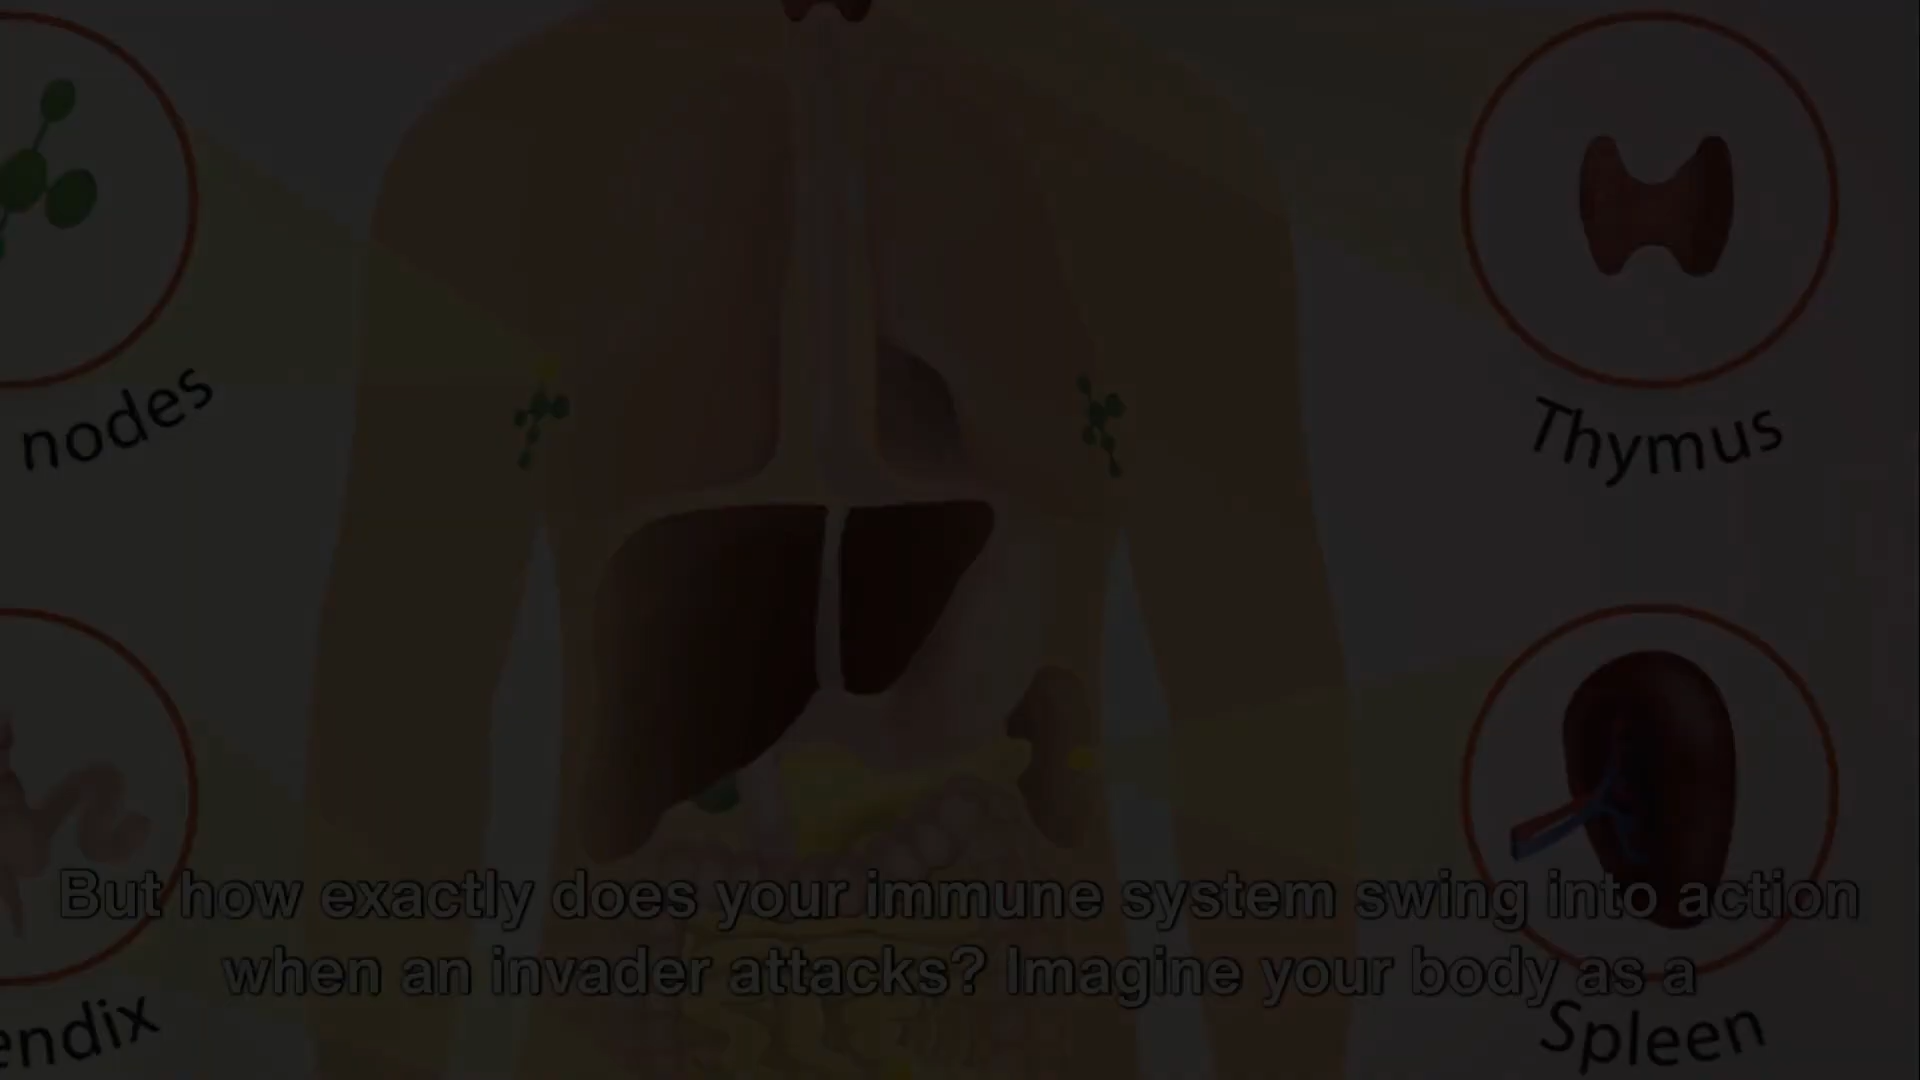 nodes
Thymus
But how exactly does your immune system swing into action
when an invader attacks? Imagine your body as a
endix
Spleen